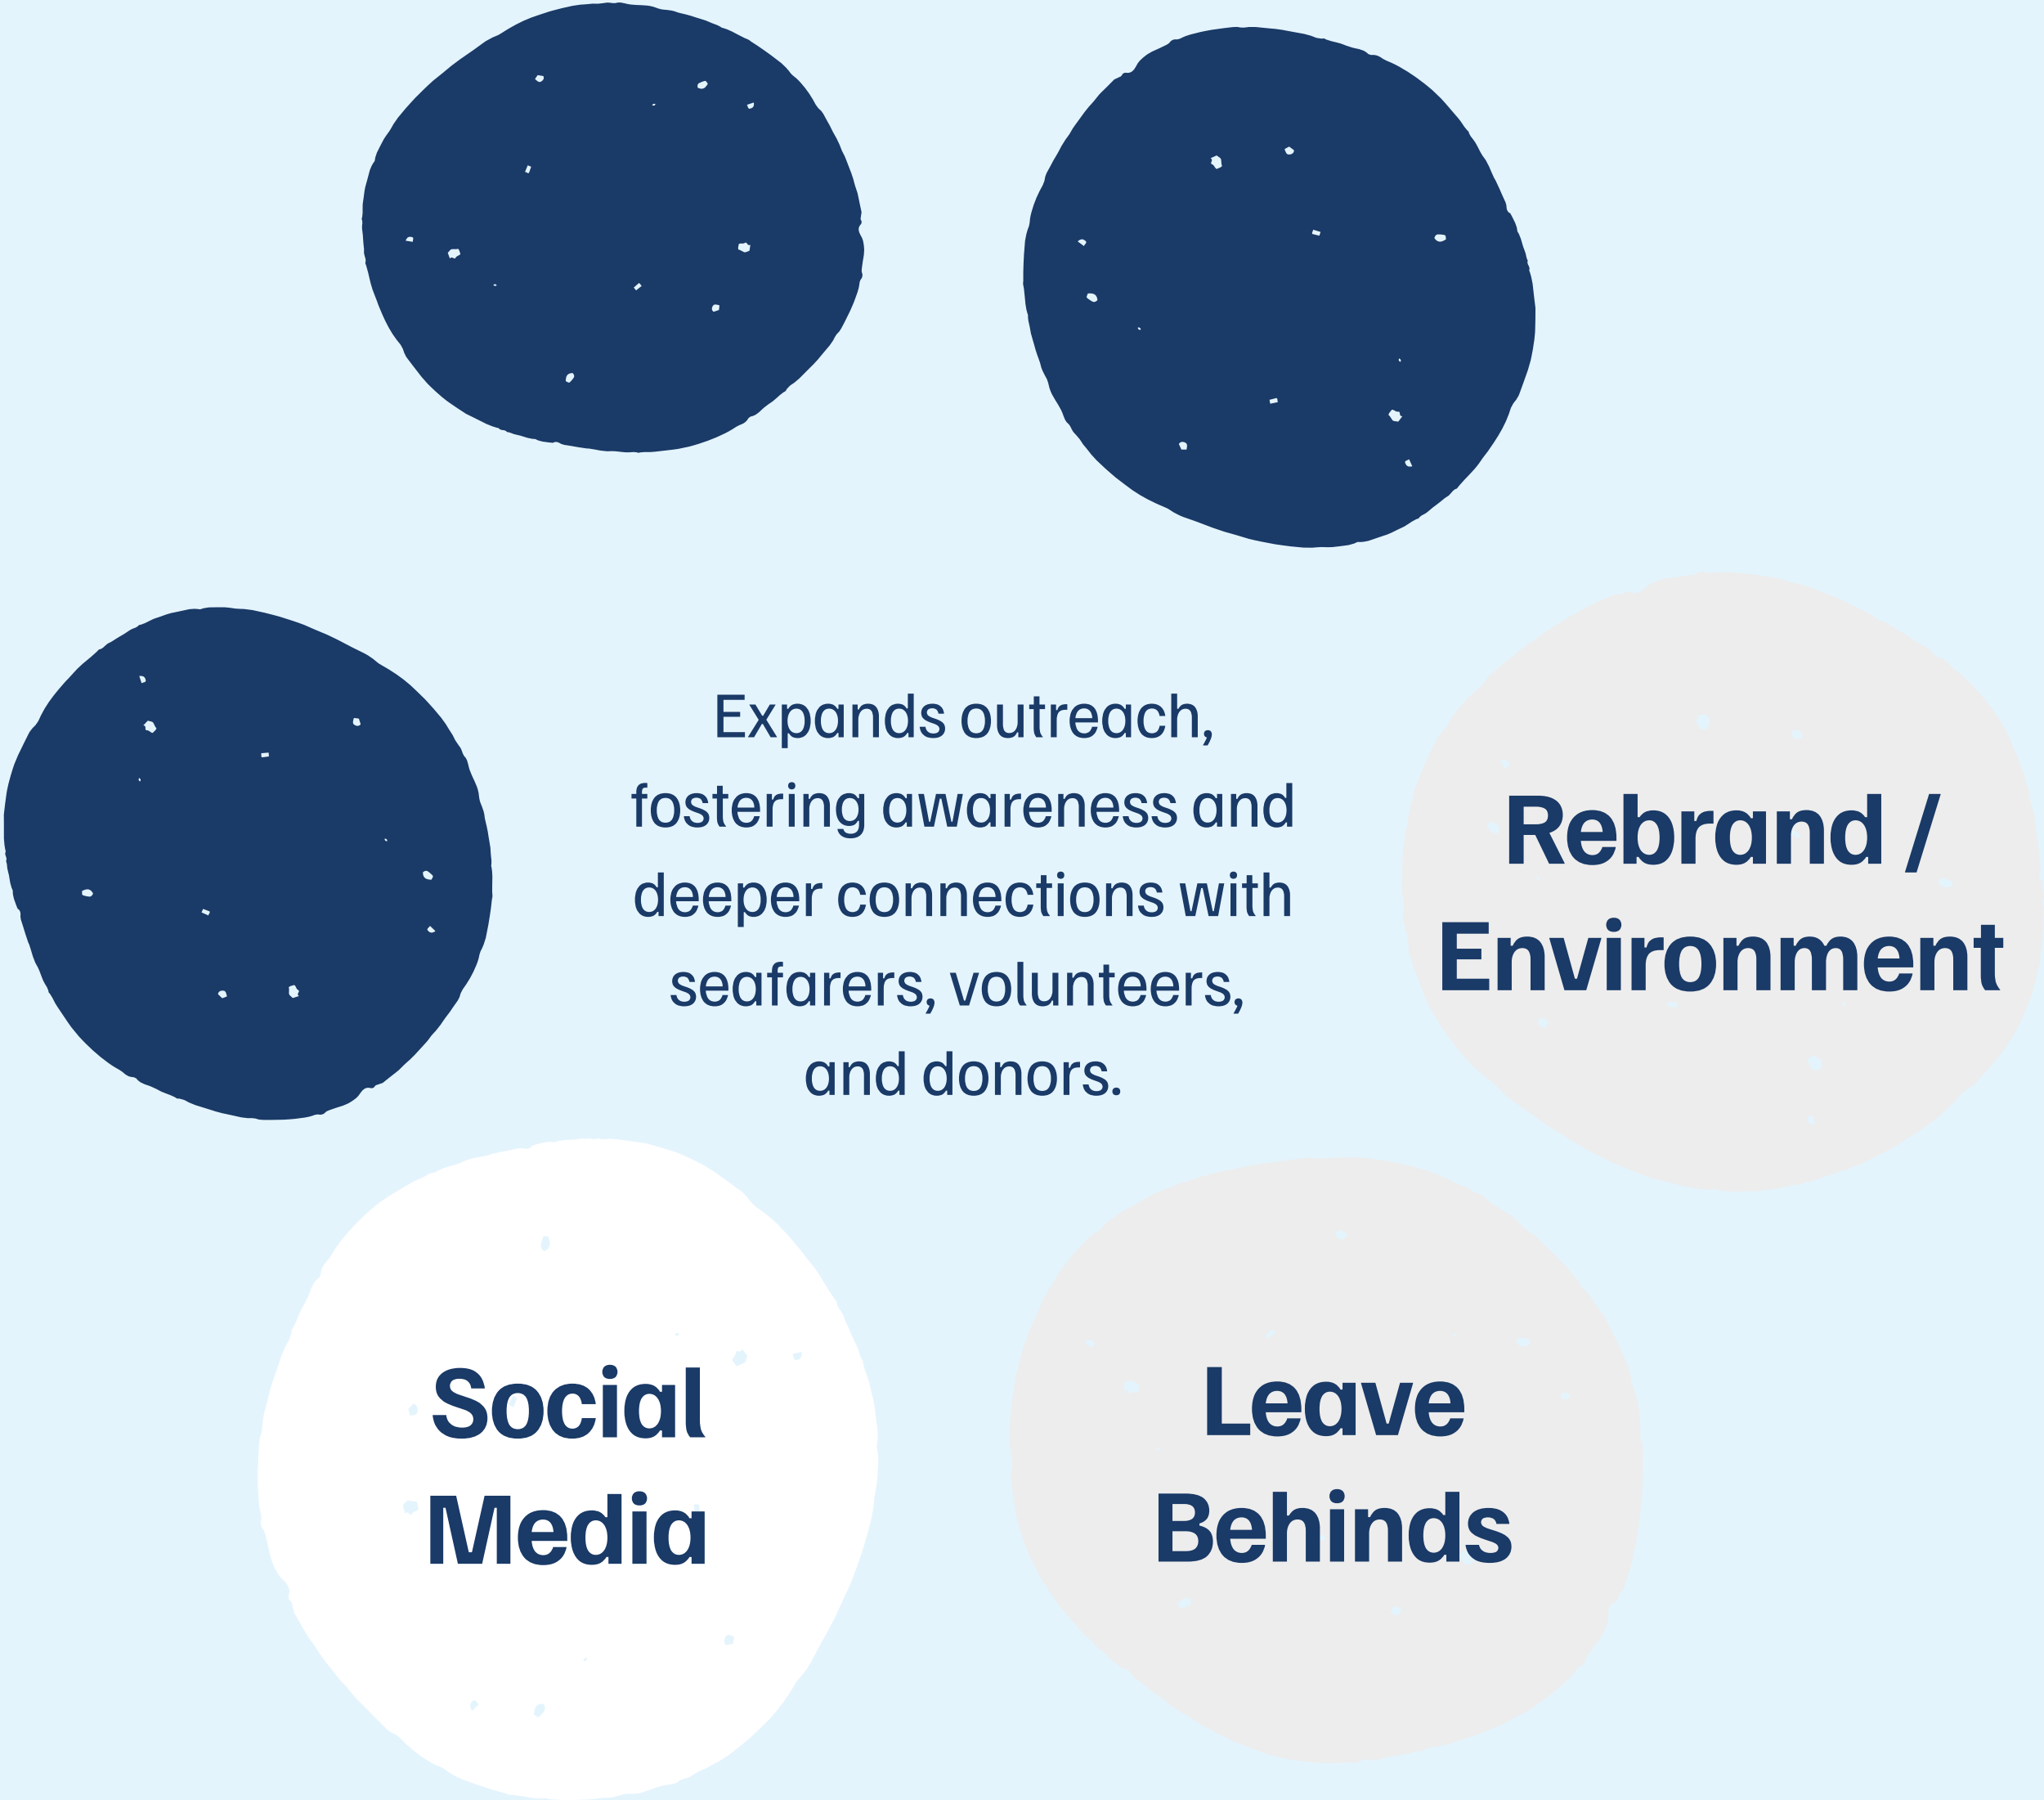 Expands outreach,
fostering awareness and
deeper connections with
seafarers, volunteers,
and donors.
Rebrand /
Environment
Social
Media
Leave
Behinds